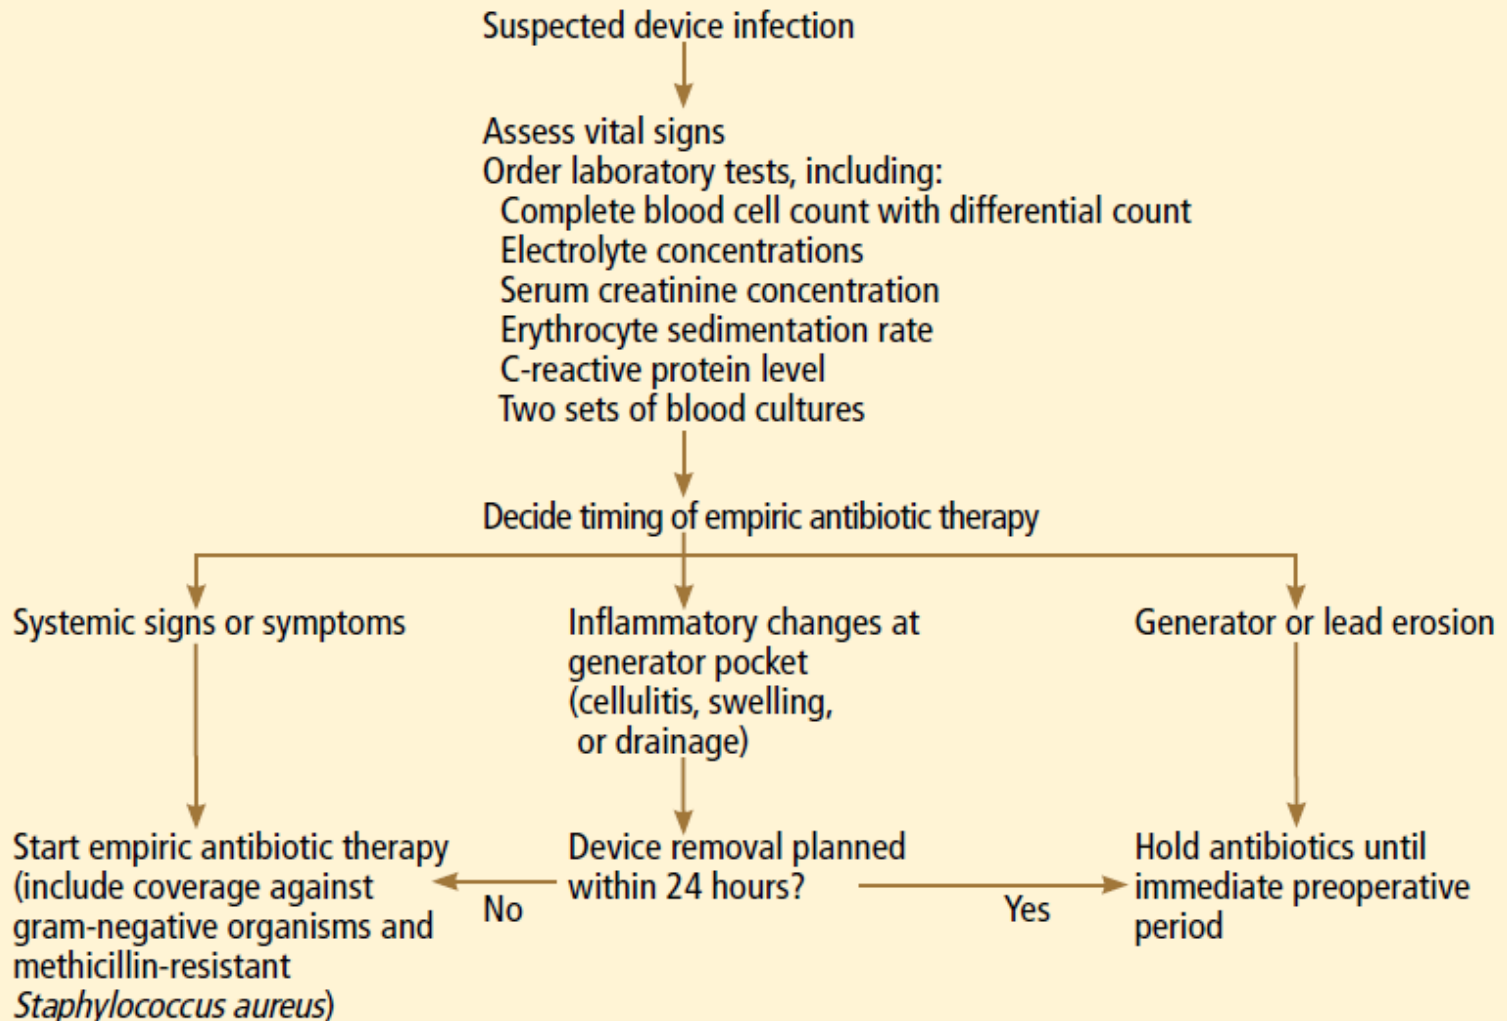 Suspected device infection
Assess vital signs
Order laboratory tests, including:
Complete blood cell count with differential count
Electrolyte concentrations
Serum creatinine concentration
Erythrocyte sedimentation rate
C-reactive protein level
Two sets of blood cultures
Decide timing of empiric antibiotic therapy
Systemic signs or symptoms
Inflammatory changes at
generator pocket
(cellulitis, swelling,
or drainage)
Generator or lead erosion
Start empiric antibiotic therapy
(include coverage against
gram-negative organisms and
methicillin-resistant
Staphylococcus aureus)
No
Device removal planned
within 24 hours?
Yes
Hold antibiotics until
immediate preoperative
period